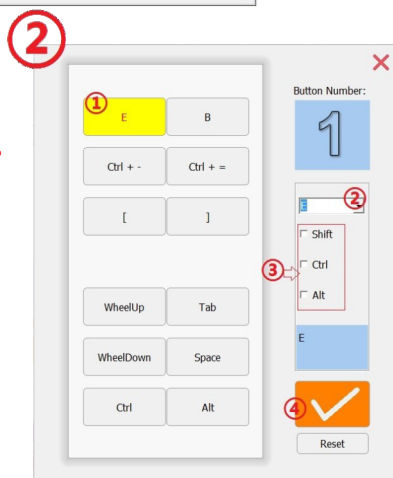 ②
Button Number:
1
① E
B
Ctrl + -
Ctrl + =
[
]
WheelUp
Tab
WheelDown
Space
Ctrl
Alt
E ②
③
Shift
Ctrl
Alt
E
④
Reset